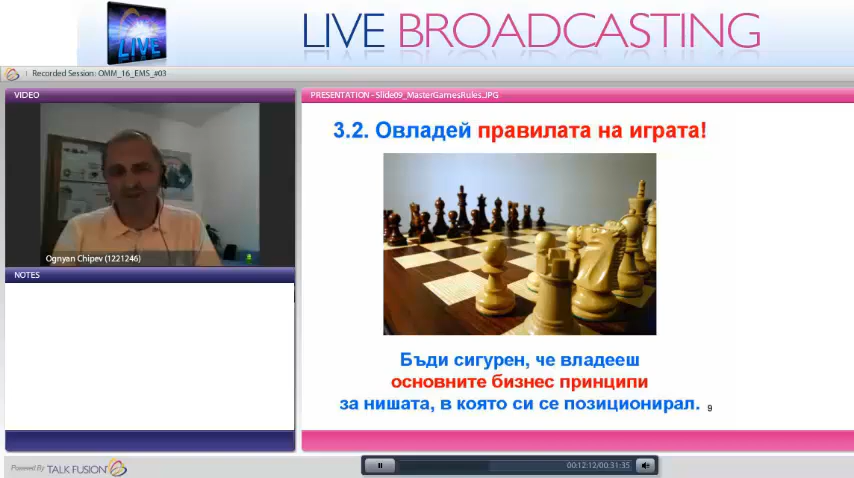 LIVE
LIVE BROADCASTING
Recorded Session: OMM_16_EMS_#03
VIDEO
PRESENTATION - Slide09_MasterGamesRules.JPG
3.2. Овладей правилата на играта!
Ognyan Chipev (1221246)
NOTES
Бъди сигурен, че владееш
основните бизнес принципи
за нишата, в която си се позиционирал.
9
Powered By TALK FUSION
00:12:12/00:31:35